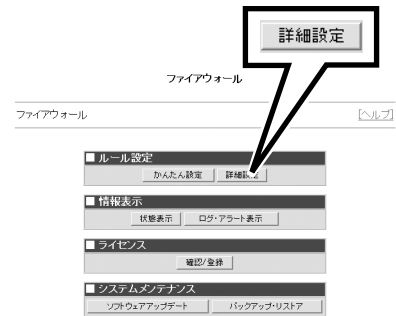 詳細設定
ファイアウォール
ファイアウォール [ヘルプ]
■ ルール設定
かんたん設定 詳細設定
■ 情報表示
状態表示 ログ・アラート表示
■ ライセンス
確認/登録
■ システムメンテナンス
ソフトウェアアップデート バックアップ・リストア